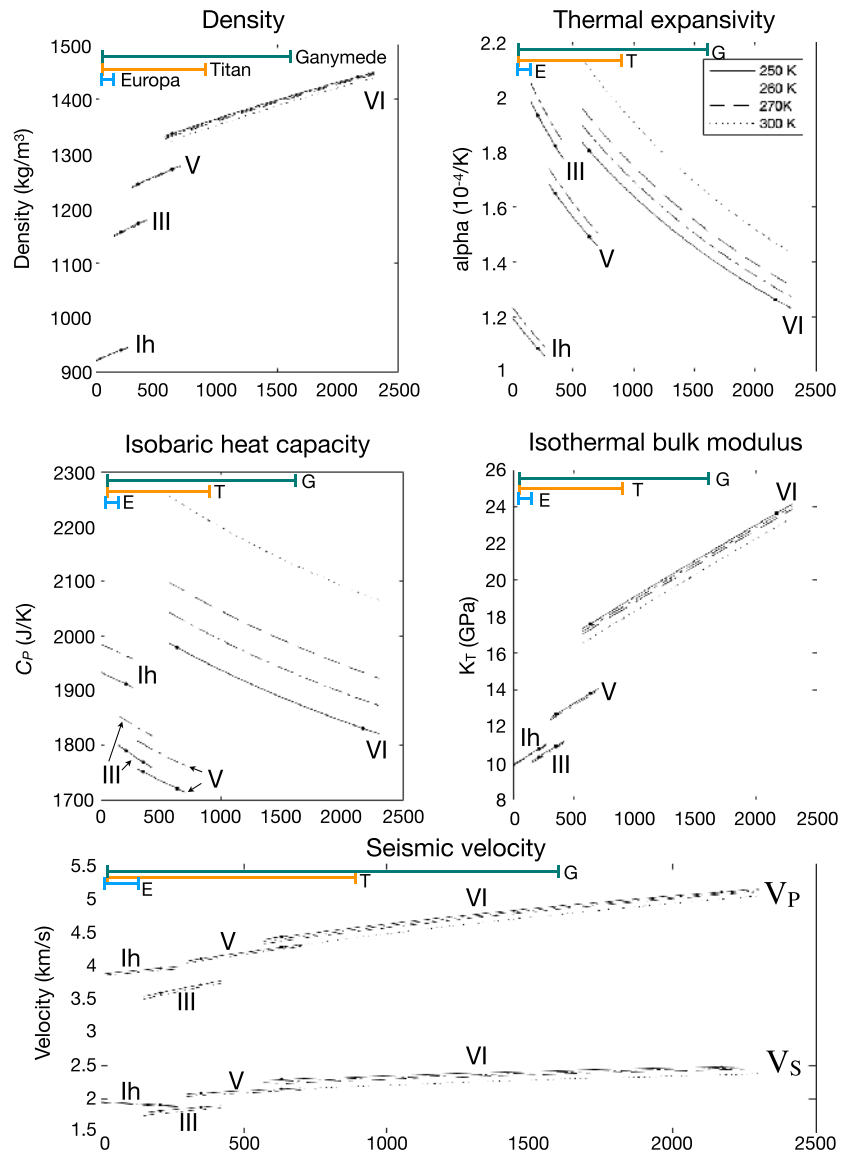 Density
1500
1400
1300
1200
1100
1000
900
Density (kg/m³)
Ganymede
Titan
Europa
VI
V
III
Ih
0
500
1000
1500
2000
2500
Thermal expansivity
2.2
2
1.8
1.6
1.4
1.2
1
alpha (10⁻⁴/K)
G
T
E
250 K
260 K
270K
300 K
III
V
VI
Ih
0
500
1000
1500
2000
2500
Isobaric heat capacity
2300
2200
2100
2000
1900
1800
1700
Cₚ (J/K)
G
T
E
Ih
VI
III
V
0
500
1000
1500
2000
2500
Isothermal bulk modulus
26
24
22
20
18
16
14
12
10
8
K_T (GPa)
G
T
E
VI
V
Ih
III
0
500
1000
1500
2000
2500
Seismic velocity
5.5
5
4.5
4
3.5
3
2.5
2
1.5
Velocity (km/s)
G
T
E
VI
V_P
V
Ih
III
VI
V_S
V
Ih
III
0
500
1000
1500
2000
2500